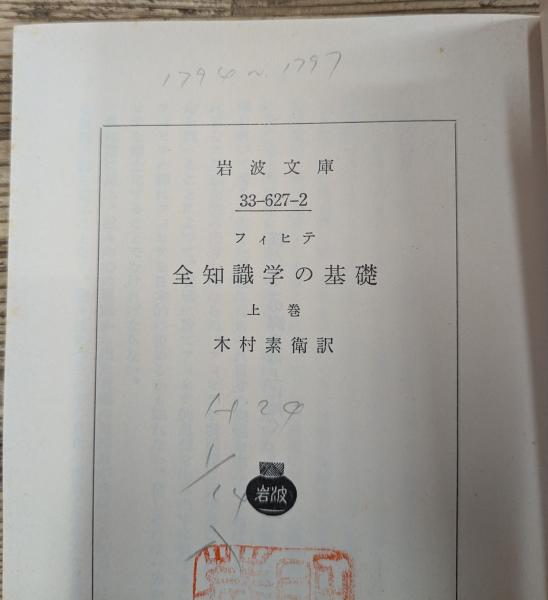 1794〜1797
岩波文庫
33-627-2
フィヒテ
全知識学の基礎
上巻
木村素衛訳
H.24
1/14
岩波